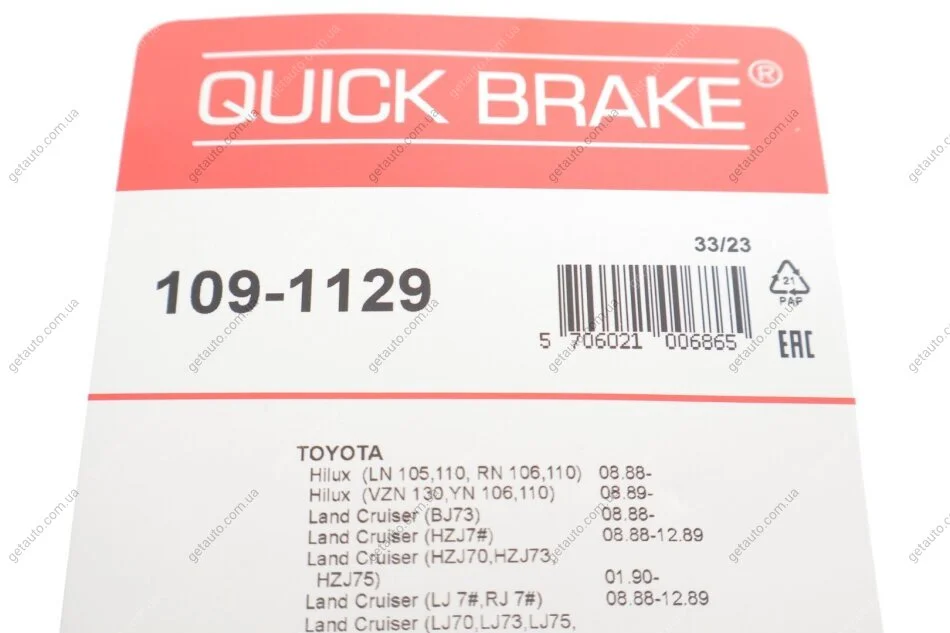 QUICK BRAKE®
33/23
109-1129
21
PAP
5 706021 006865
EAC
TOYOTA
Hilux (LN 105,110, RN 106,110) 08.88-
Hilux (VZN 130,YN 106,110) 08.89-
Land Cruiser (BJ73) 08.88-
Land Cruiser (HZJ7#) 08.88-12.89
Land Cruiser (HZJ70,HZJ73,
HZJ75) 01.90-
Land Cruiser (LJ 7#,RJ 7#) 08.88-12.89
Land Cruiser (LJ70,LJ73,LJ75,
getauto.com.ua